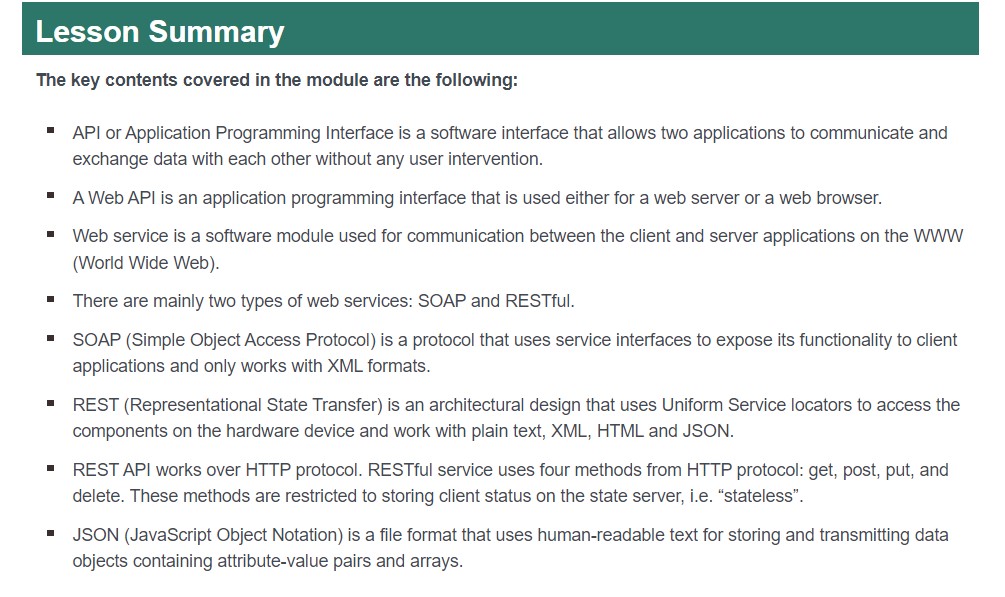 Lesson Summary
The key contents covered in the module are the following:
API or Application Programming Interface is a software interface that allows two applications to communicate and
exchange data with each other without any user intervention.
A Web API is an application programming interface that is used either for a web server or a web browser.
Web service is a software module used for communication between the client and server applications on the WWW
(World Wide Web).
There are mainly two types of web services: SOAP and RESTful.
SOAP (Simple Object Access Protocol) is a protocol that uses service interfaces to expose its functionality to client
applications and only works with XML formats.
REST (Representational State Transfer) is an architectural design that uses Uniform Service locators to access the
components on the hardware device and work with plain text, XML, HTML and JSON.
REST API works over HTTP protocol. RESTful service uses four methods from HTTP protocol: get, post, put, and
delete. These methods are restricted to storing client status on the state server, i.e. “stateless”.
JSON (JavaScript Object Notation) is a file format that uses human-readable text for storing and transmitting data
objects containing attribute-value pairs and arrays.